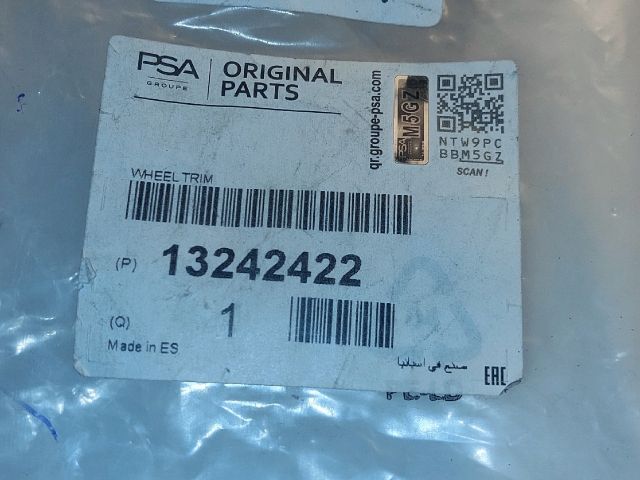 PSA
GROUPE
ORIGINAL
PARTS
qr.groupe-psa.com
PSA
M5GZ
NTW9PC
BBM5GZ
SCAN!
WHEEL TRIM
(P) 13242422
(Q) 1
Made in ES
صنع في اسبانيا
EAC